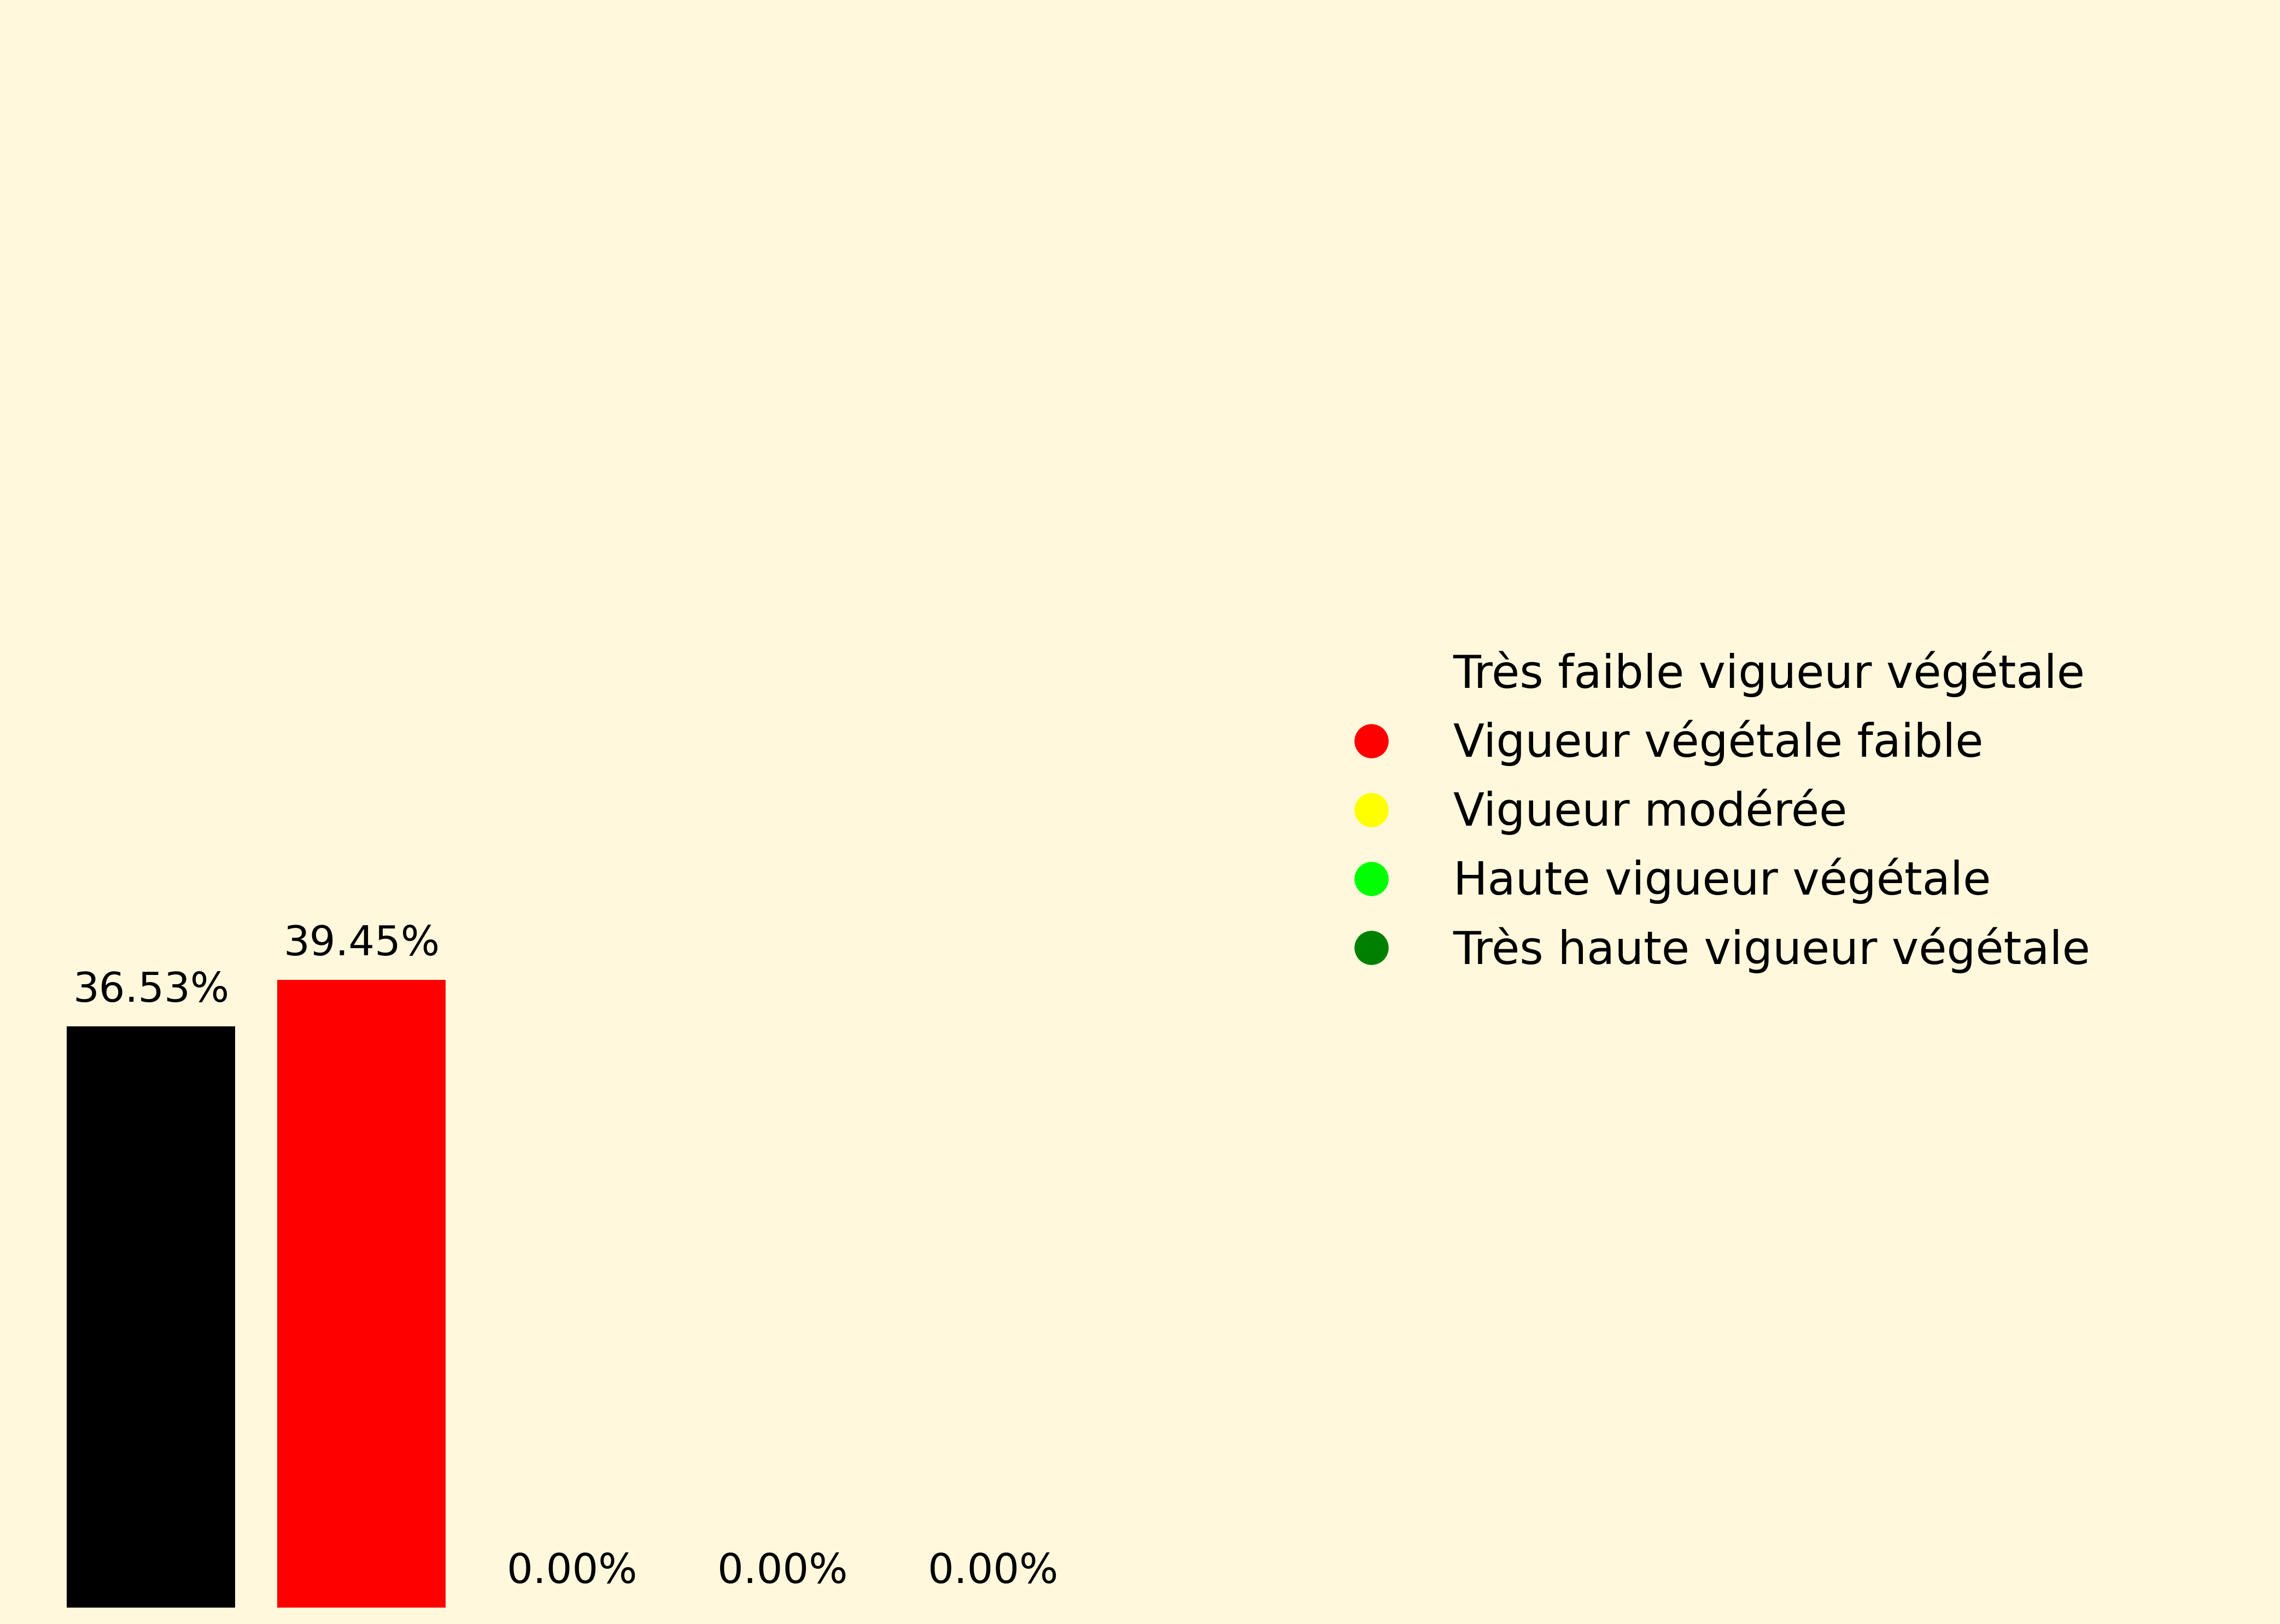 36.53%
39.45%
0.00%
0.00%
0.00%
Très faible vigueur végétale
Vigueur végétale faible
Vigueur modérée
Haute vigueur végétale
Très haute vigueur végétale